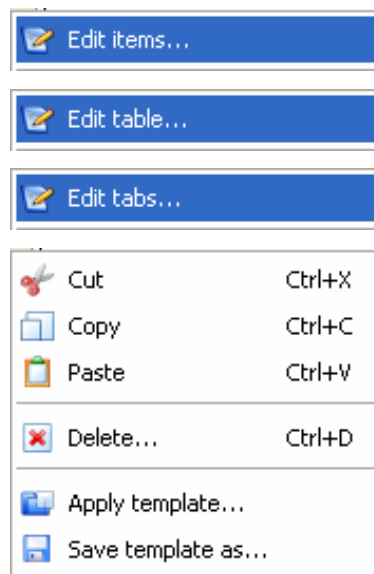 Edit items...
Edit table...
Edit tabs...
Cut Ctrl+X
Copy Ctrl+C
Paste Ctrl+V
Delete... Ctrl+D
Apply template...
Save template as...